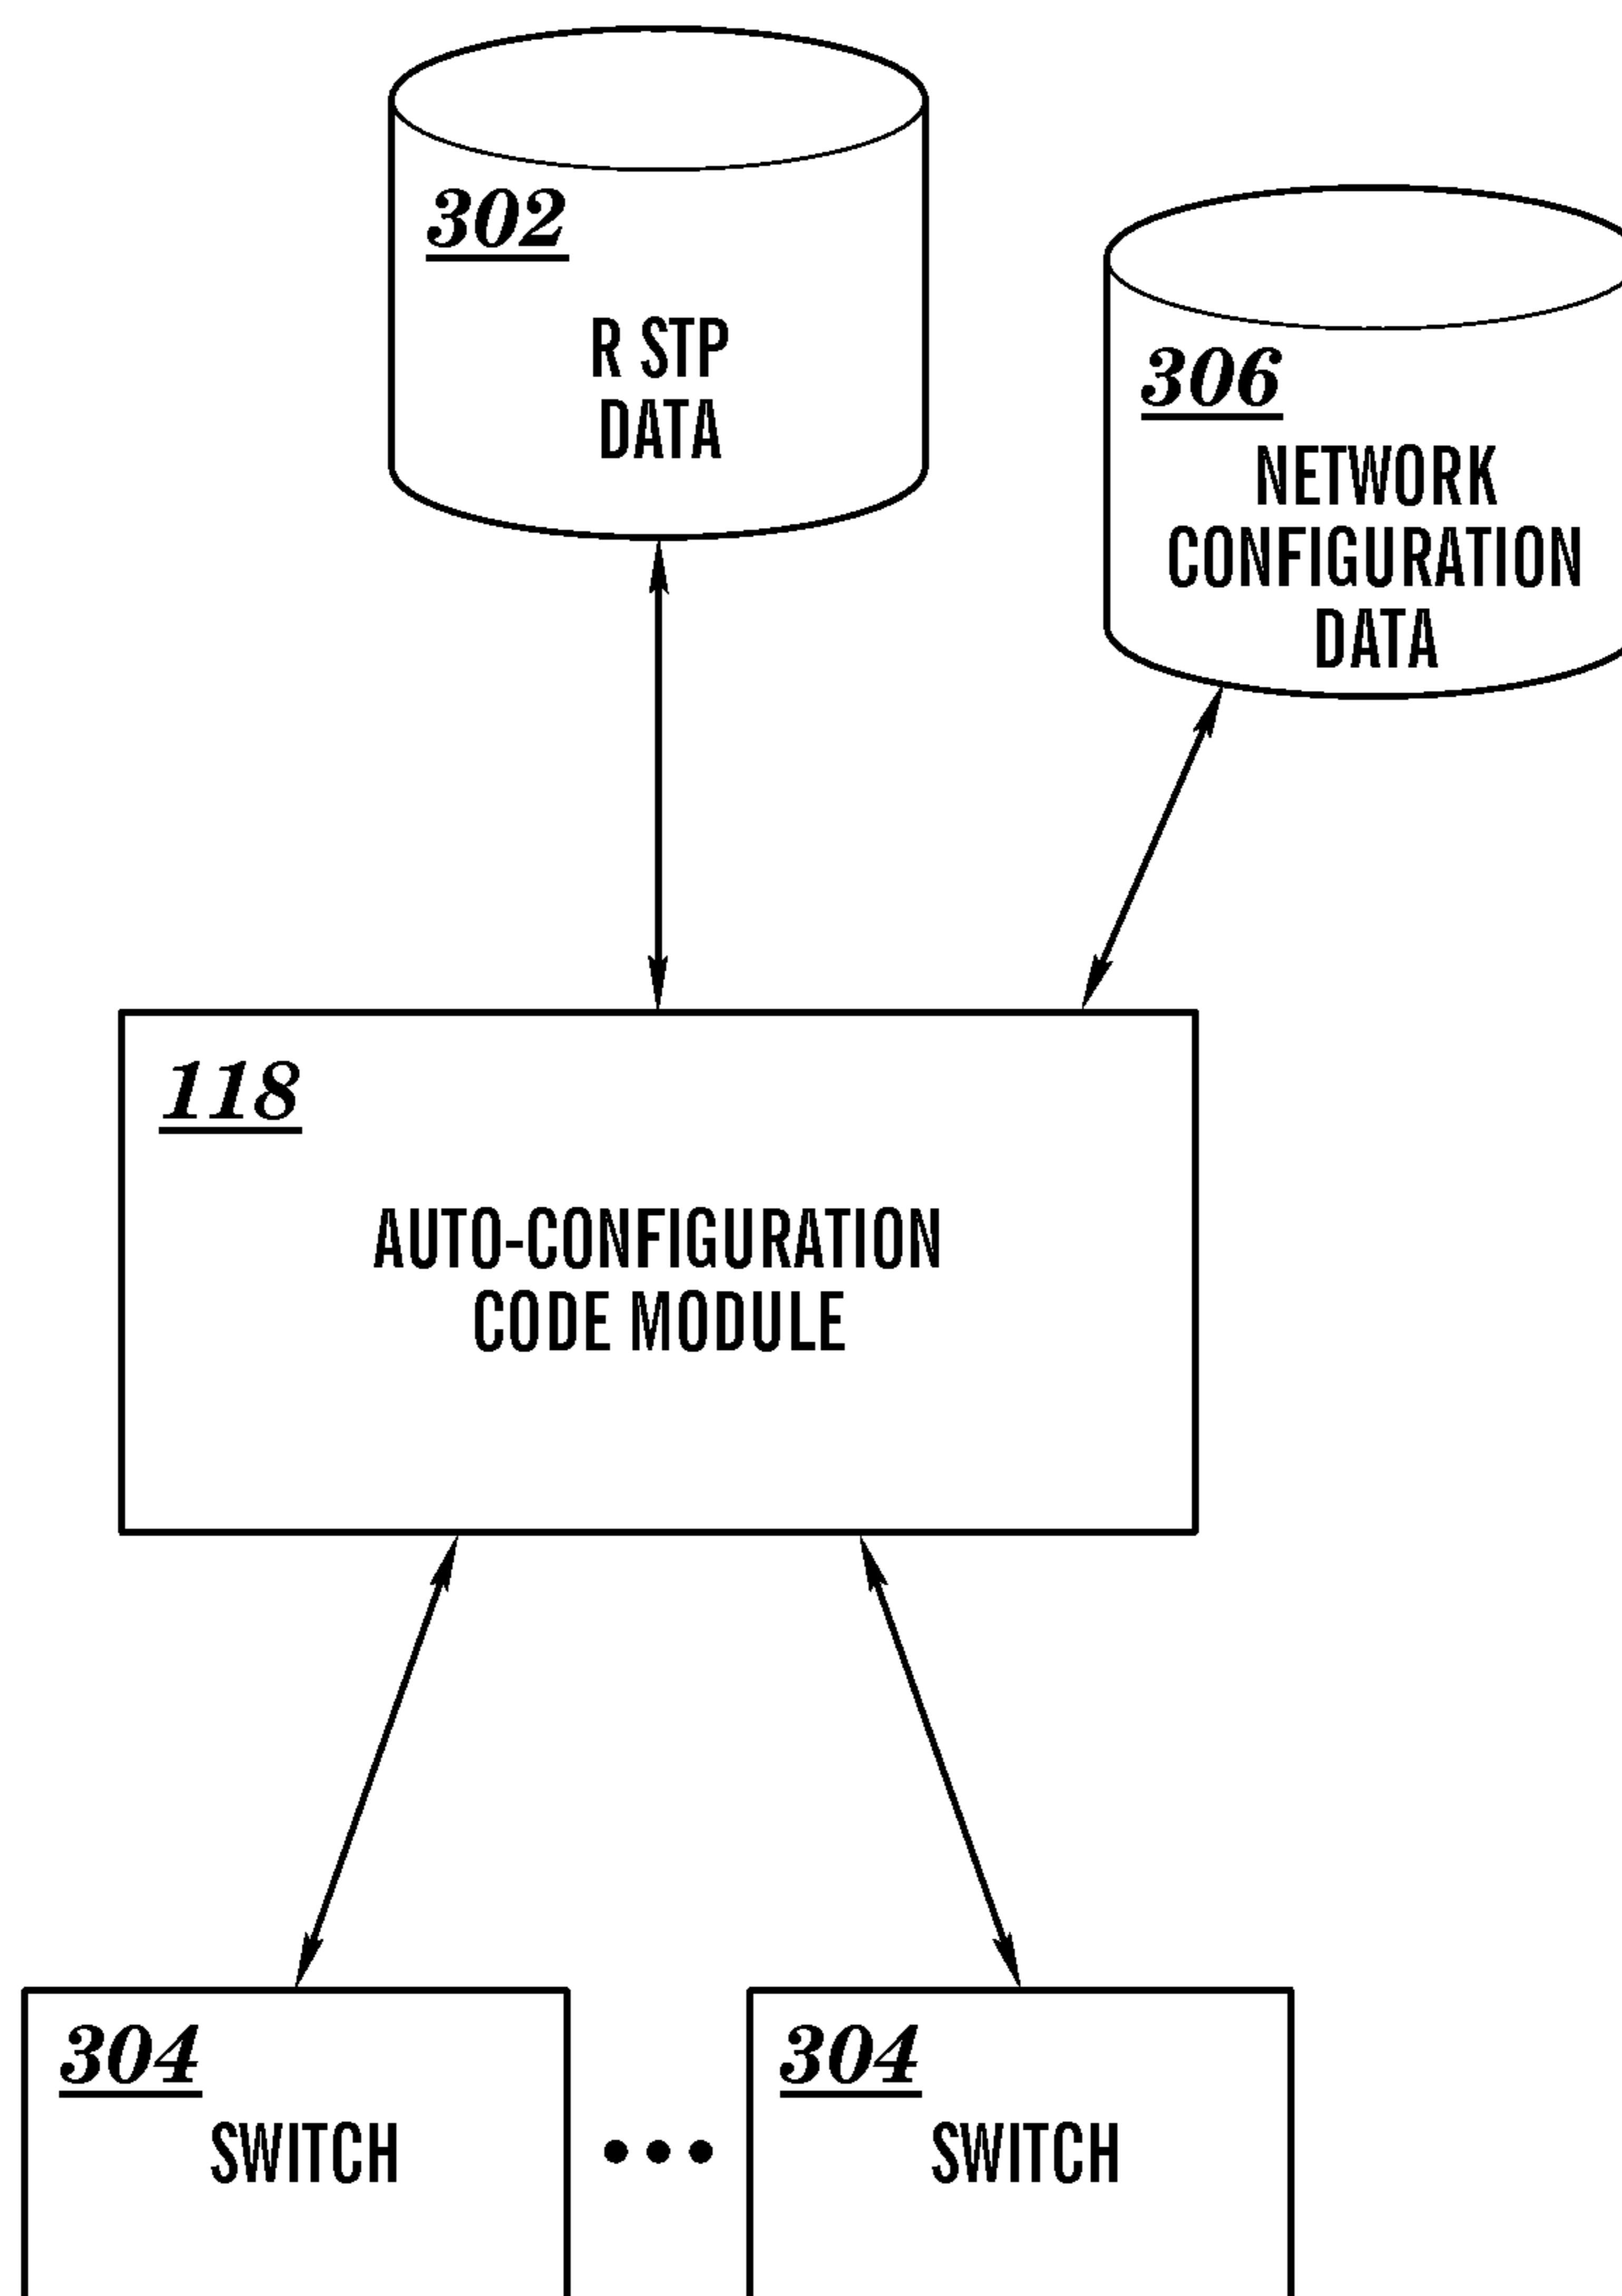 302
R STP
DATA
306
NETWORK
CONFIGURATION
DATA
118
AUTO-CONFIGURATION
CODE MODULE
304
SWITCH
304
SWITCH